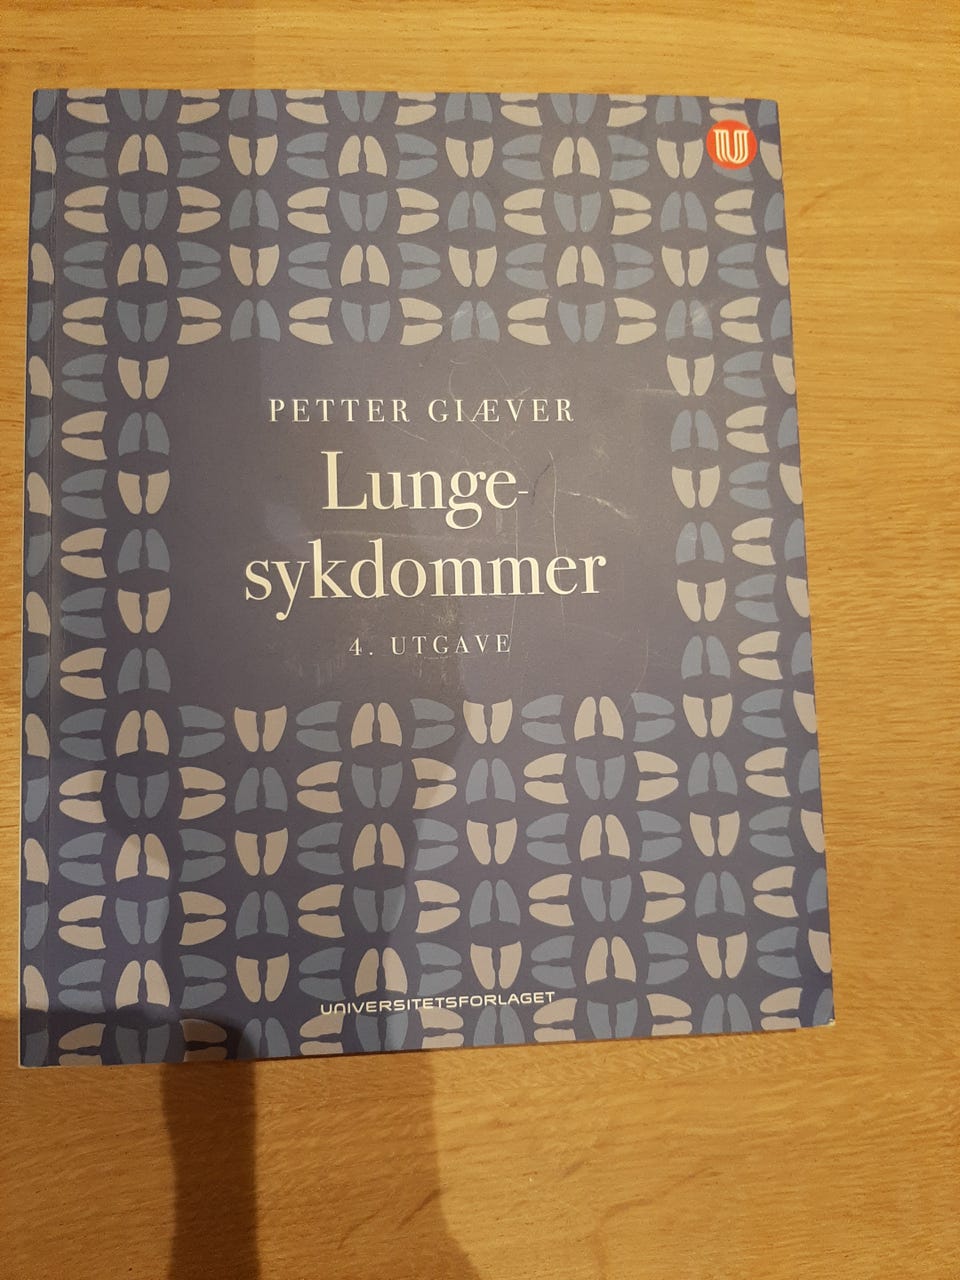 U
PETTER GIÆVER
Lunge-
sykdommer
4. UTGAVE
UNIVERSITETSFORLAGET